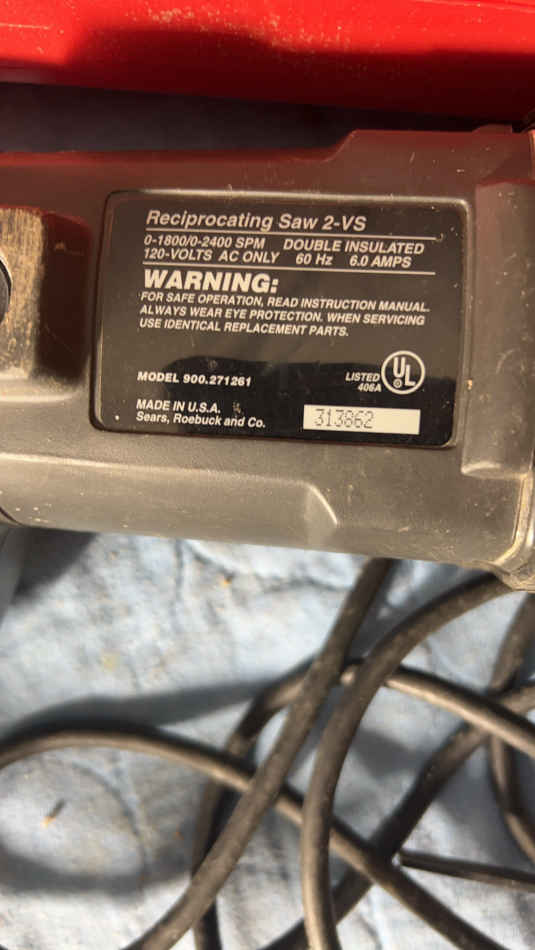 Reciprocating Saw 2-VS
0-1800/0-2400 SPM DOUBLE INSULATED
120-VOLTS AC ONLY 60 Hz 6.0 AMPS
WARNING:
FOR SAFE OPERATION, READ INSTRUCTION MANUAL.
ALWAYS WEAR EYE PROTECTION. WHEN SERVICING
USE IDENTICAL REPLACEMENT PARTS.
MODEL 900.271261
LISTED UL
406A
MADE IN U.S.A.
Sears, Roebuck and Co.
313862